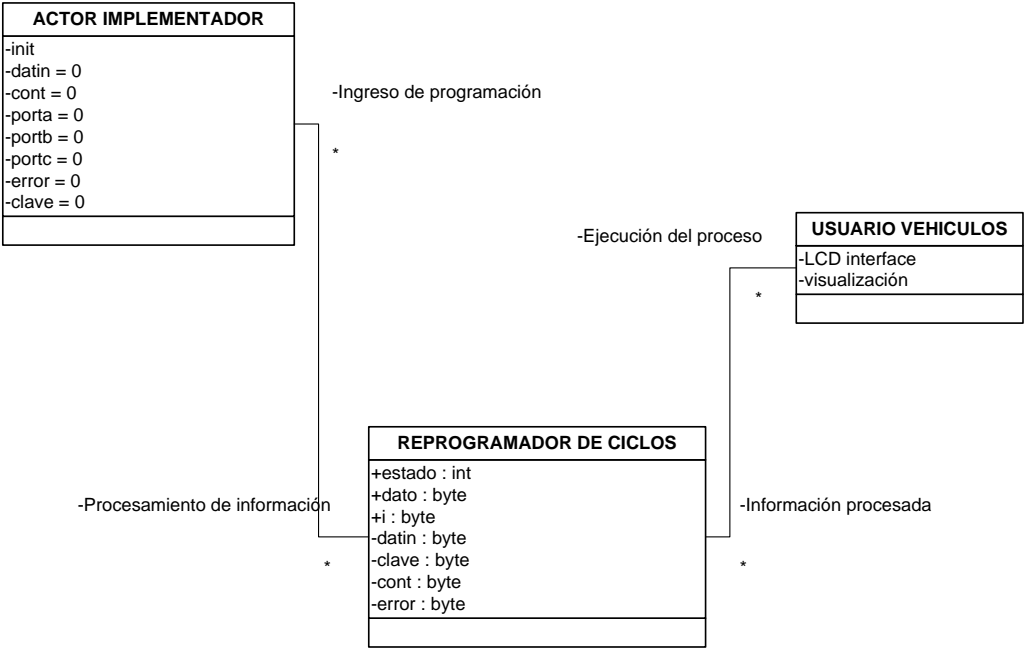 ACTOR IMPLEMENTADOR
-init
-datin = 0
-cont = 0
-porta = 0
-portb = 0
-portc = 0
-error = 0
-clave = 0
-Ingreso de programación
*
-Ejecución del proceso
*
USUARIO VEHICULOS
-LCD interface
-visualización
-Procesamiento de información
*
REPROGRAMADOR DE CICLOS
+estado : int
+dato : byte
+i : byte
-datin : byte
-clave : byte
-cont : byte
-error : byte
-Información procesada
*